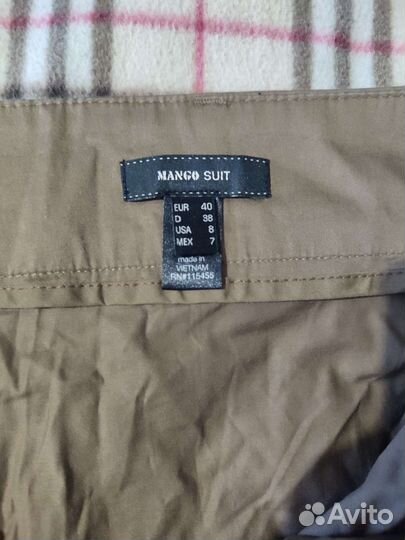 MANGO SUIT
EUR 40
D 38
USA 8
MEX 7
made in
VIETNAM
RN#115455
Avito